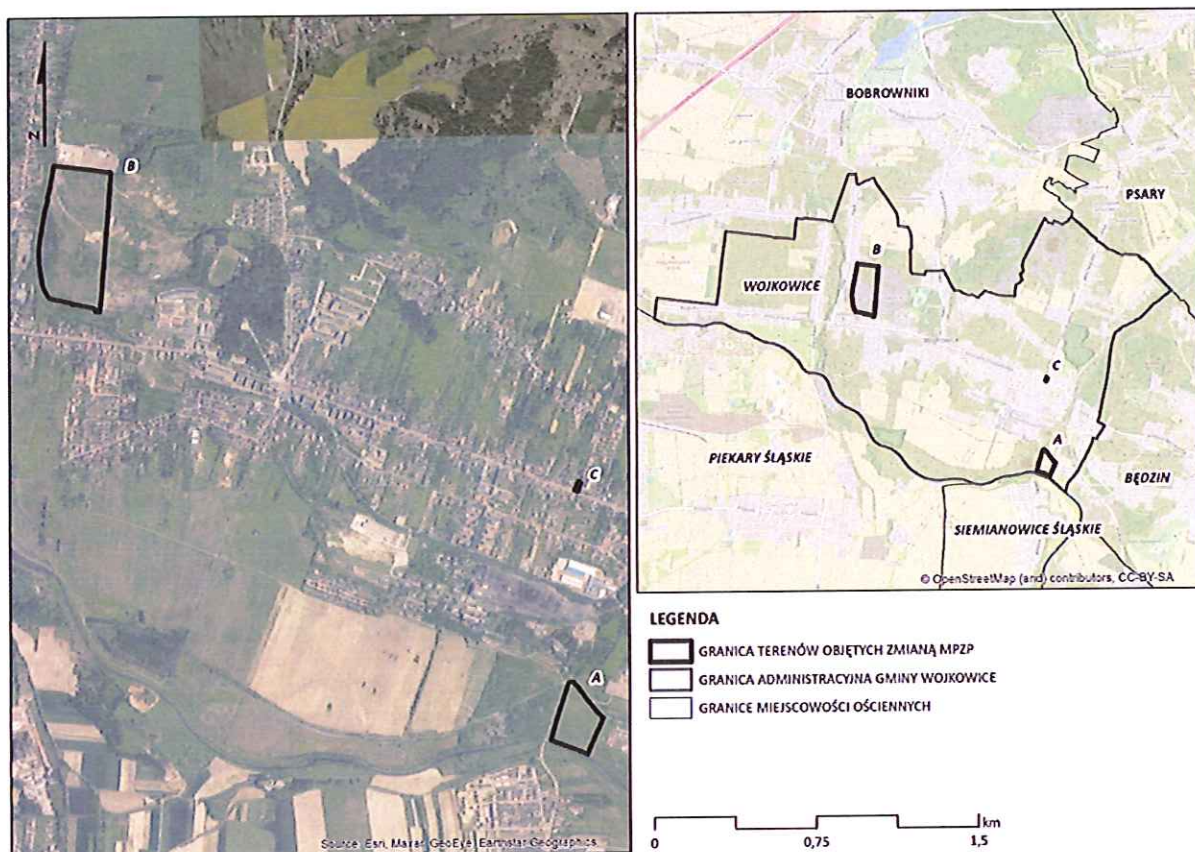 N
B
C
A
Source: Esri, Maxar, GeoEye, Earthstar Geographics
BOBROWNIKI
PSARY
B
WOJKOWICE
C
A
PIEKARY ŚLĄSKIE
BĘDZIN
SIEMIANOWICE ŚLĄSKIE
© OpenStreetMap (and) contributors, CC-BY-SA
LEGENDA
GRANICA TERENÓW OBJĘTYCH ZMIANĄ MPZP
GRANICA ADMINISTRACYJNA GMINY WOJKOWICE
GRANICE MIEJSCOWOŚCI OŚCIENNYCH
km
0 0,75 1,5